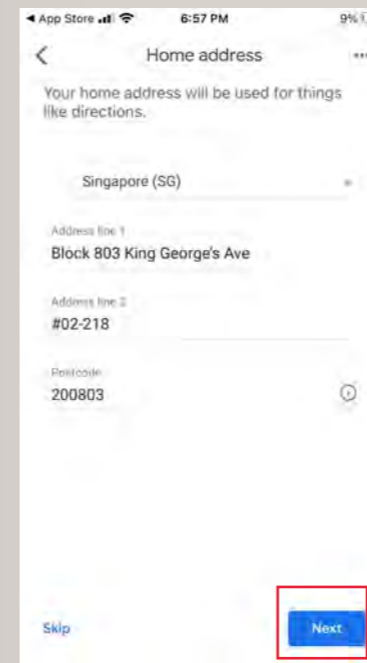 App Store 6:57 PM 9%
Home address
Your home address will be used for things
like directions.
Singapore (SG)
Address line 1
Block 803 King George's Ave
Address line 2
#02-218
Postcode
200803
Skip Next